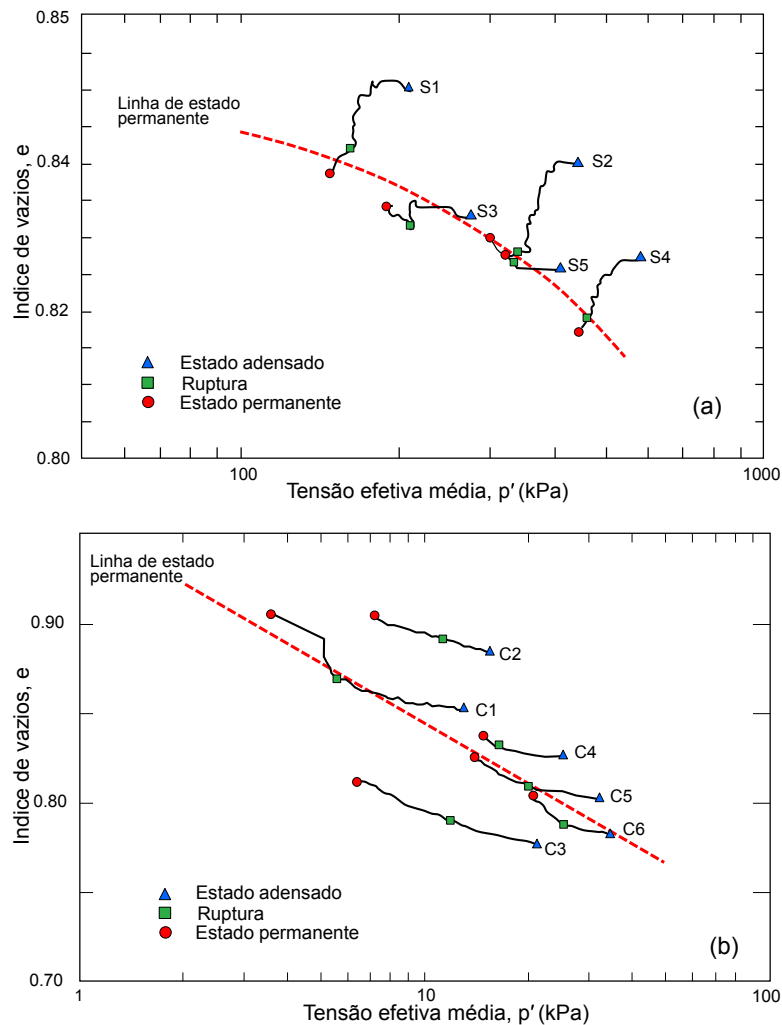 0.85
0.84
0.82
0.80
Indice de vazios, e
Linha de estado
permanente
S1
S2
S3
S5
S4
Estado adensado
Ruptura
Estado permanente
(a)
100
1000
Tensão efetiva média, p′ (kPa)
Linha de estado
permanente
0.90
0.80
0.70
Indice de vazios, e
C2
C1
C4
C5
C6
C3
Estado adensado
Ruptura
Estado permanente
(b)
1
10
100
Tensão efetiva média, p′ (kPa)